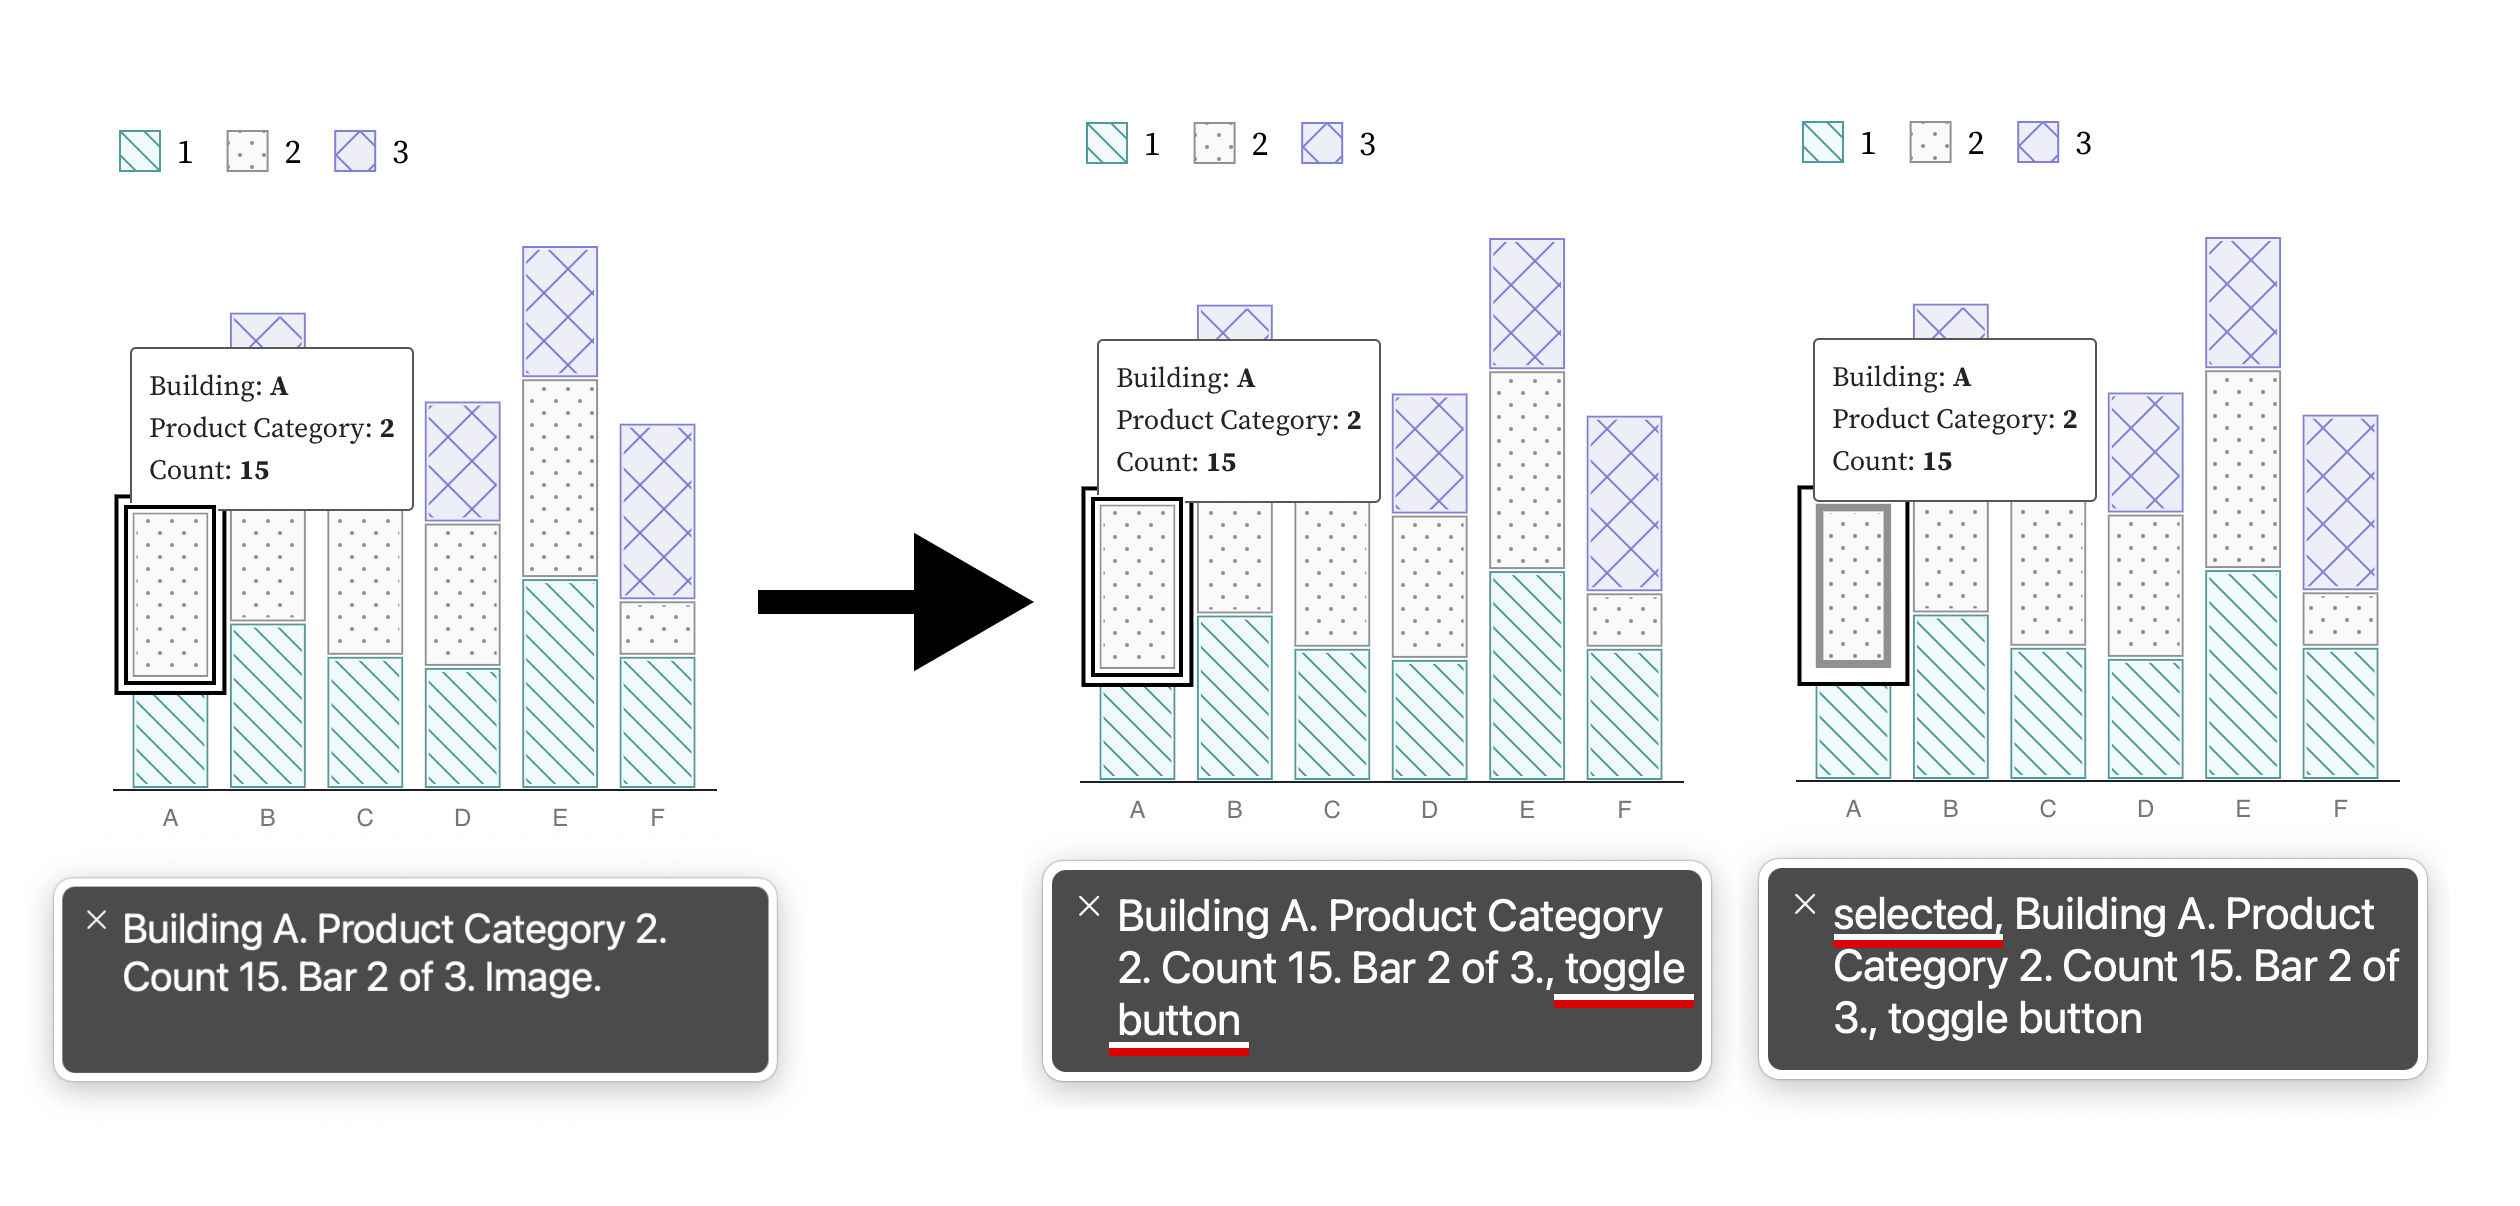 1 2 3
Building: A
Product Category: 2
Count: 15
A B C D E F
Building A. Product Category 2.
Count 15. Bar 2 of 3. Image.
1 2 3
Building: A
Product Category: 2
Count: 15
A B C D E F
Building A. Product Category
2. Count 15. Bar 2 of 3., toggle
button
1 2 3
Building: A
Product Category: 2
Count: 15
A B C D E F
selected, Building A. Product
Category 2. Count 15. Bar 2 of
3., toggle button